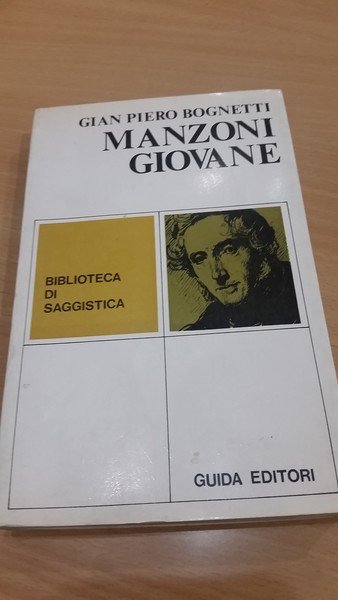 GIAN PIERO BOGNETTI
MANZONI
GIOVANE
BIBLIOTECA
DI
SAGGISTICA
GUIDA EDITORI